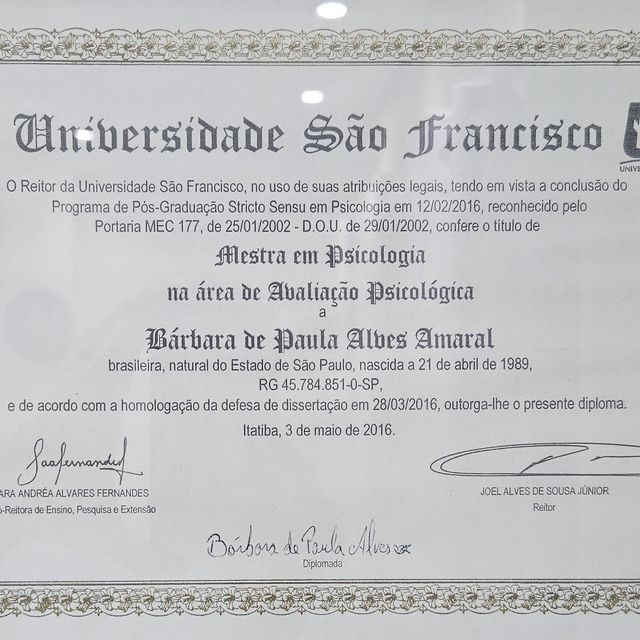 Universidade São Francisco
UNIVE
O Reitor da Universidade São Francisco, no uso de suas atribuições legais, tendo em vista a conclusão do
Programa de Pós-Graduação Stricto Sensu em Psicologia em 12/02/2016, reconhecido pelo
Portaria MEC 177, de 25/01/2002 - D.O.U. de 29/01/2002, confere o título de
Mestra em Psicologia
na área de Avaliação Psicológica
a
Bárbara de Paula Alves Amaral
brasileira, natural do Estado de São Paulo, nascida a 21 de abril de 1989,
RG 45.784.851-0-SP,
e de acordo com a homologação da defesa de dissertação em 28/03/2016, outorga-lhe o presente diploma.
Itatiba, 3 de maio de 2016.
ARA ANDRÉA ALVARES FERNANDES
ó-Reitora de Ensino, Pesquisa e Extensão
JOEL ALVES DE SOUSA JÚNIOR
Reitor
Bárbara de Paula Alves
Diplomada